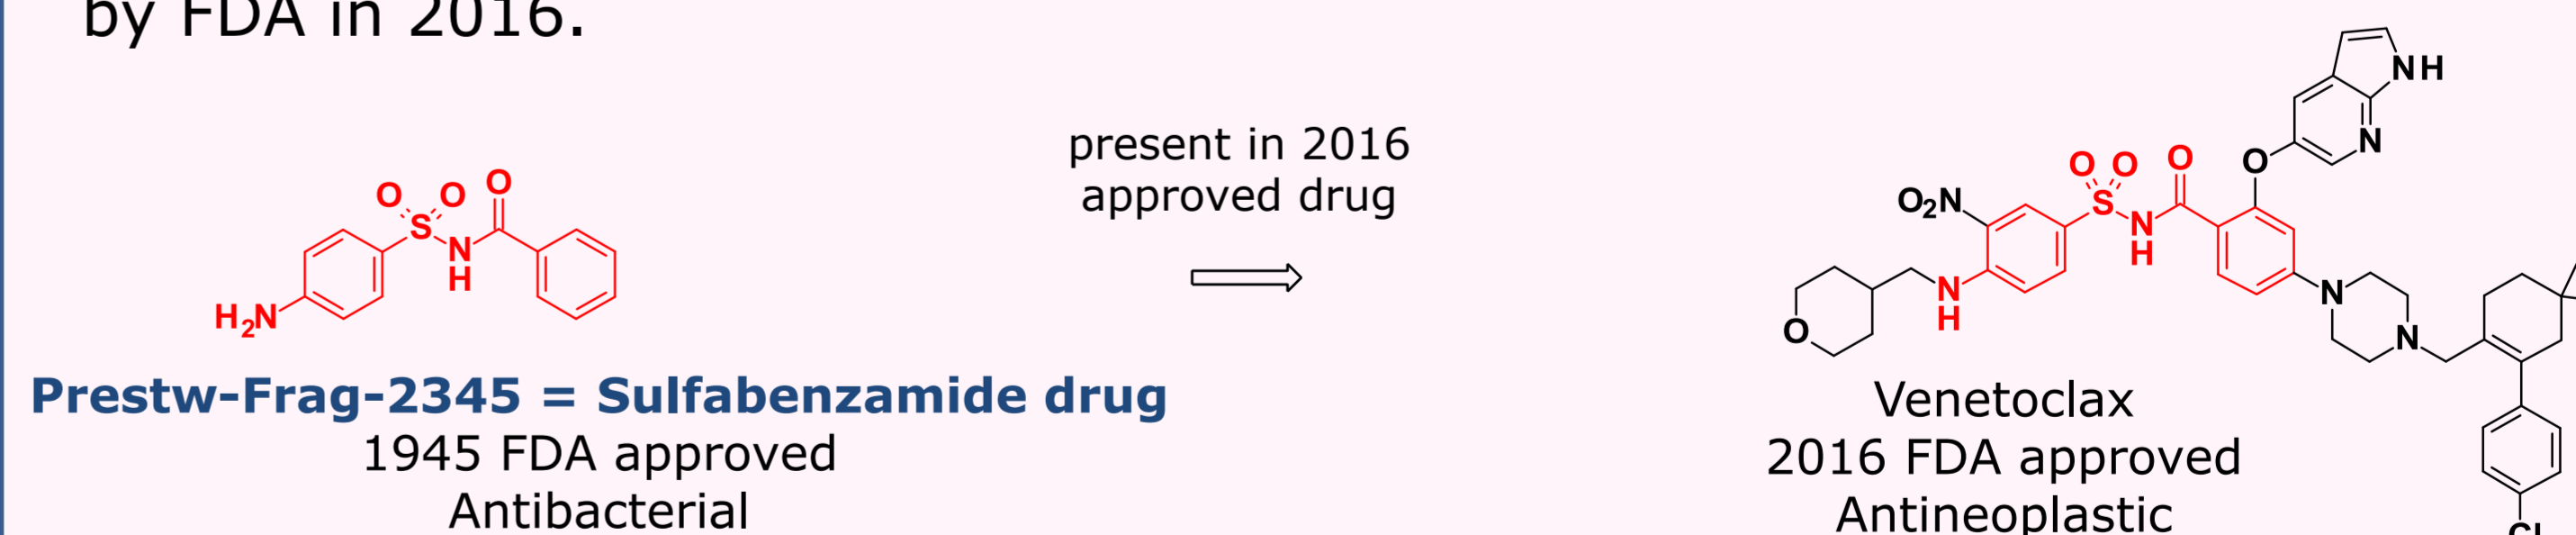 by FDA in 2016.
present in 2016
approved drug
O O O
S
N
H
H2N
Prestw-Frag-2345 = Sulfabenzamide drug
1945 FDA approved
Antibacterial
NH
N
O
O O O
O2N
S
N
H
N
H
O
N
N
Cl
Venetoclax
2016 FDA approved
Antineoplastic